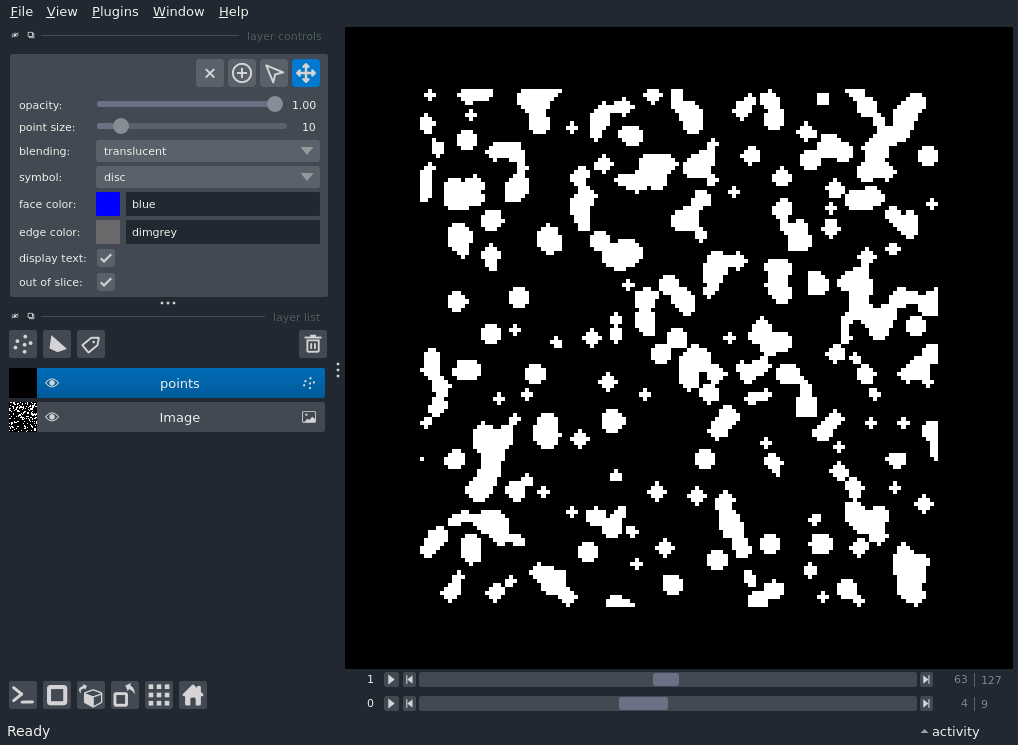 File View Plugins Window Help
layer controls
opacity: 1.00
point size: 10
blending: translucent
symbol: disc
face color: blue
edge color: dimgrey
display text:
out of slice:
layer list
points
Image
1 63 127
0 4 9
Ready activity